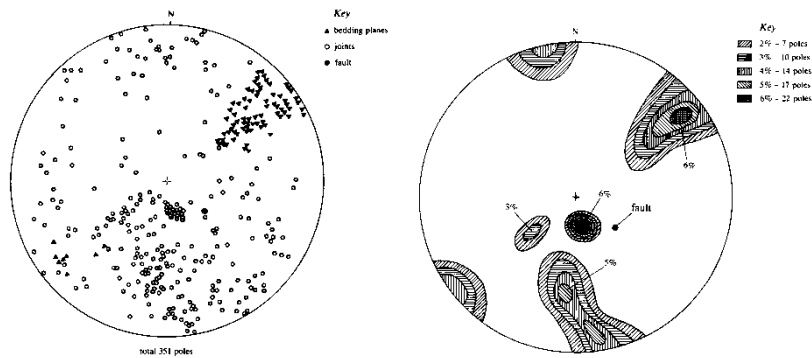 N
Key
bedding planes
joints
fault
total 351 poles
N
Key
2% – 7 poles
3% – 10 poles
4% – 14 poles
5% – 17 poles
6% – 22 poles
6%
3%
6%
fault
5%